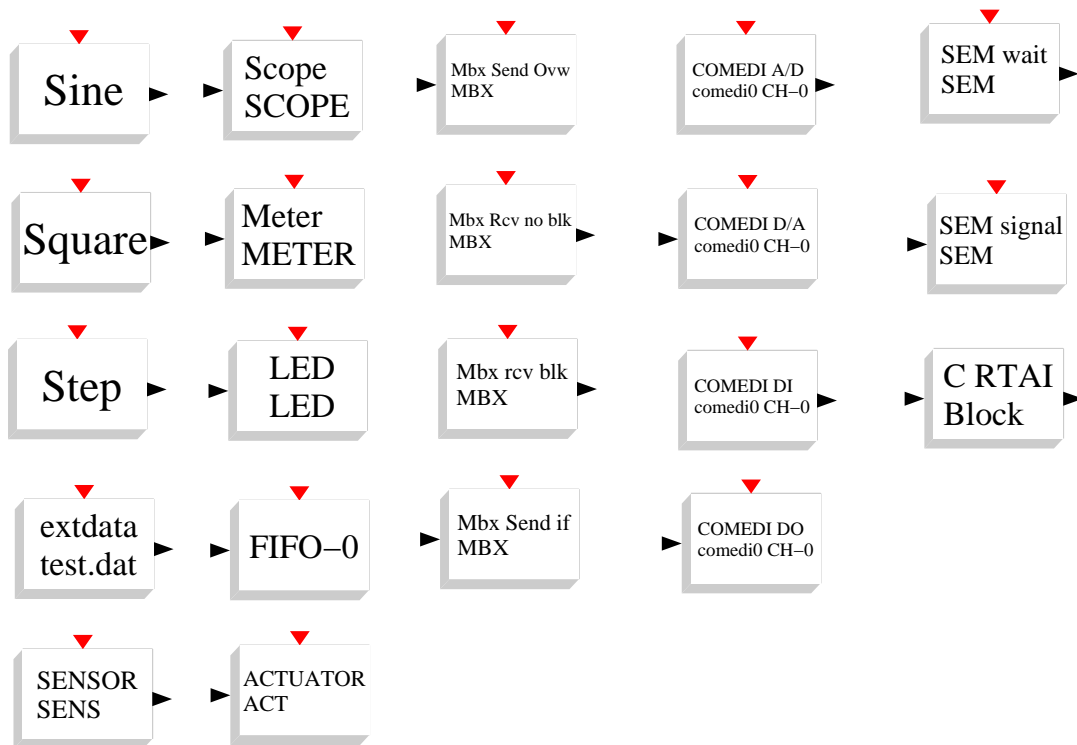 Sine
Scope
SCOPE
Mbx Send Ovw
MBX
COMEDI A/D
comedi0 CH−0
SEM wait
SEM
Square
Meter
METER
Mbx Rcv no blk
MBX
COMEDI D/A
comedi0 CH−0
SEM signal
SEM
Step
LED
LED
Mbx rcv blk
MBX
COMEDI DI
comedi0 CH−0
C RTAI
Block
extdata
test.dat
FIFO−0
Mbx Send if
MBX
COMEDI DO
comedi0 CH−0
SENSOR
SENS
ACTUATOR
ACT